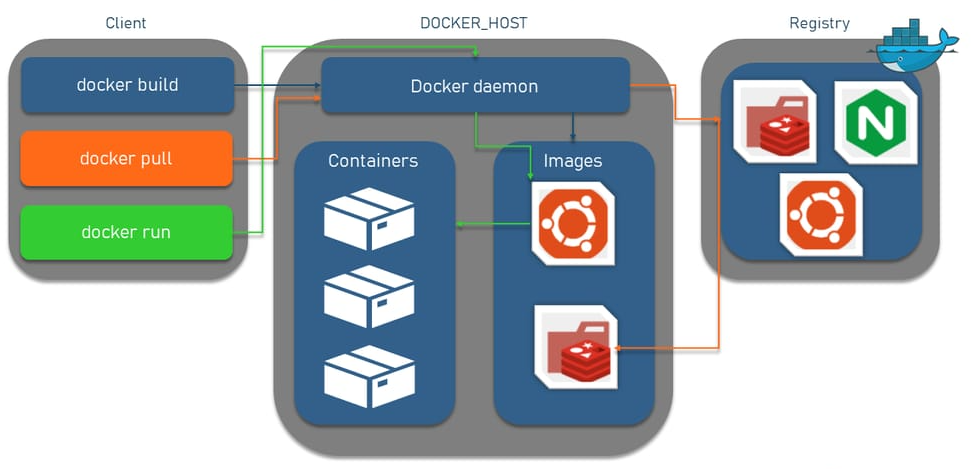 Client
DOCKER_HOST
Registry
docker build
docker pull
docker run
Docker daemon
Containers
Images
N